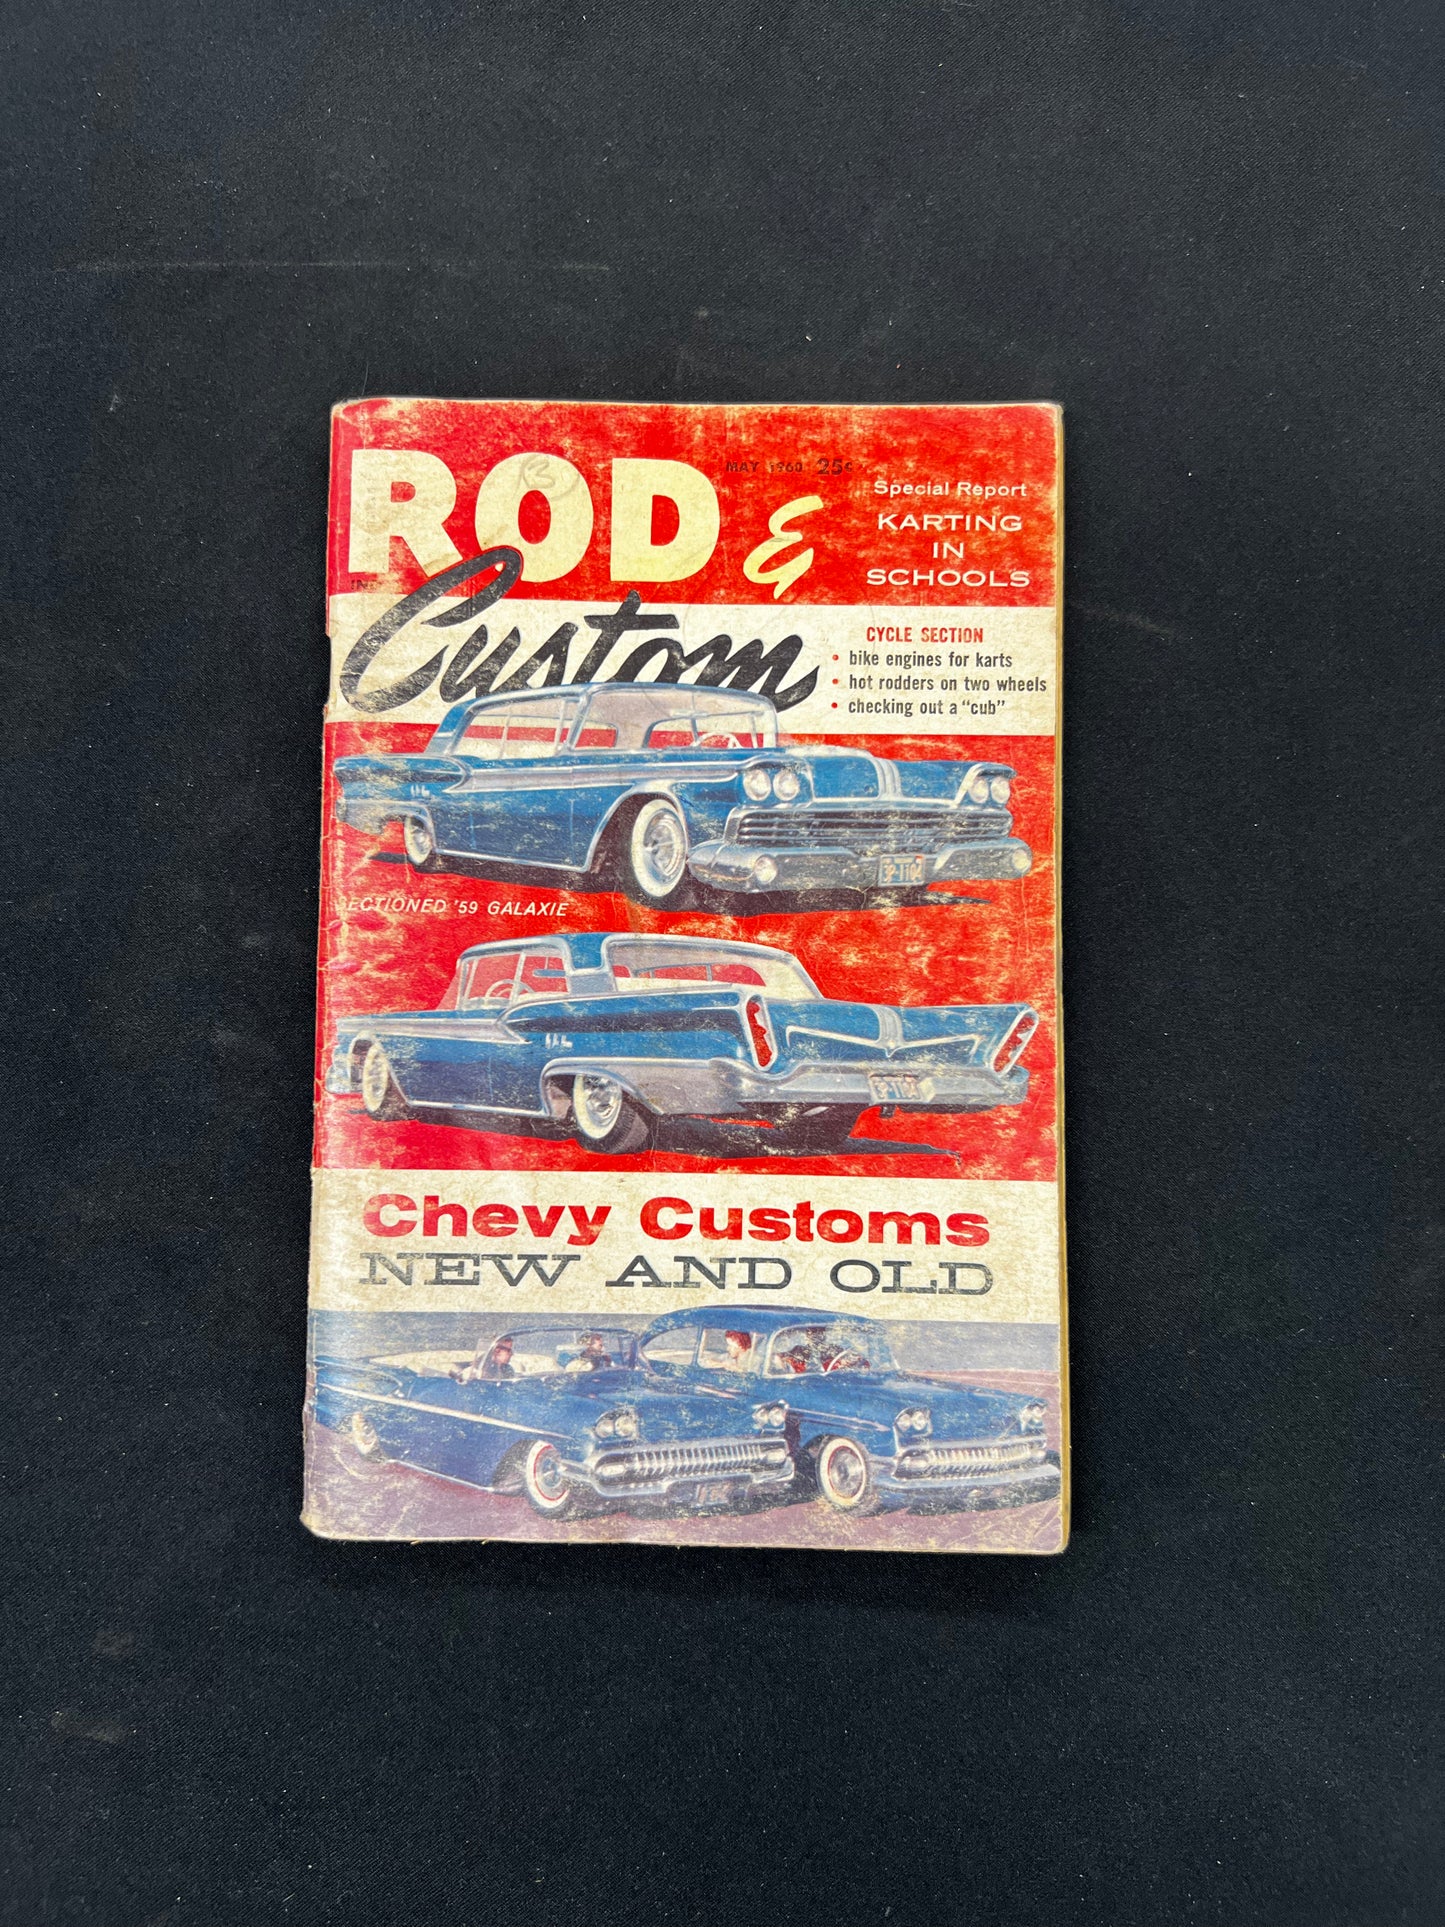 MAY 1960 25¢
ROD &
Custom
Special Report
KARTING
IN
SCHOOLS
CYCLE SECTION
• bike engines for karts
• hot rodders on two wheels
• checking out a "cub"
SECTIONED '59 GALAXIE
Chevy Customs
NEW AND OLD